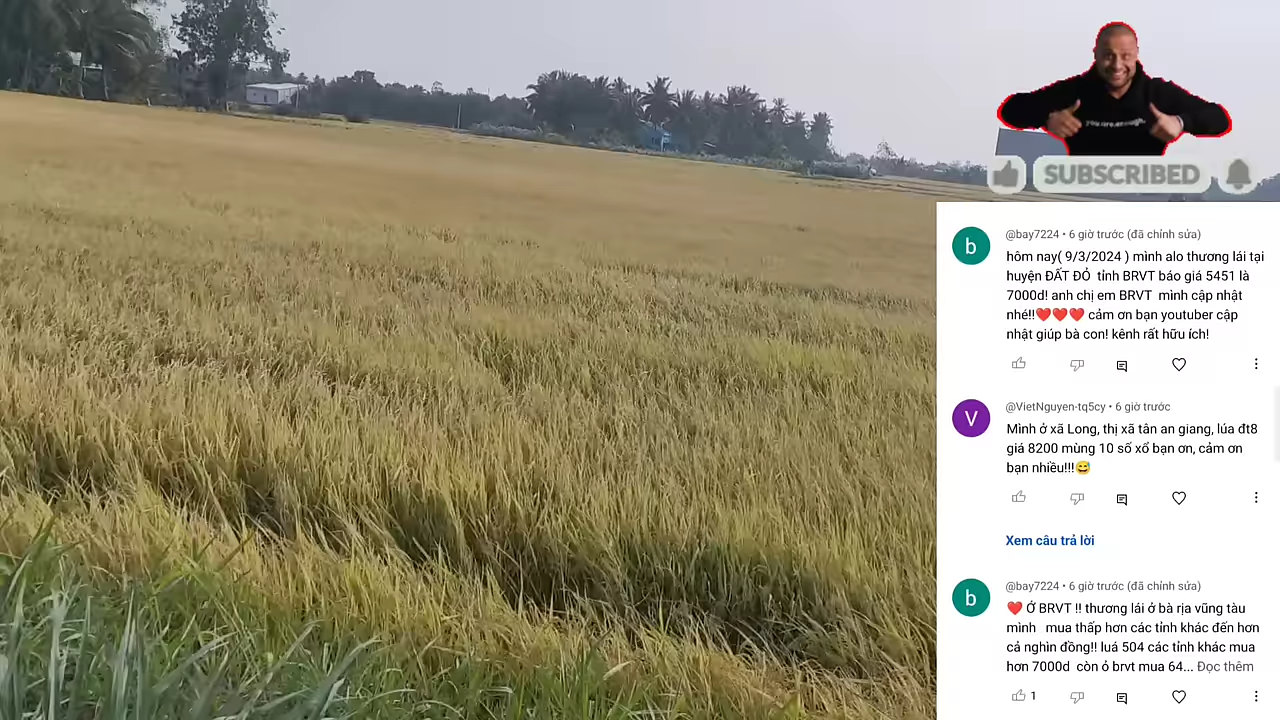 you are enough.
SUBSCRIBED
b
@bay7224 • 6 giờ trước (đã chỉnh sửa)
hôm nay( 9/3/2024 ) mình alo thương lái tại
huyện ĐẤT ĐỎ tỉnh BRVT báo giá 5451 là
7000d! anh chị em BRVT mình cập nhật
nhé!!❤️❤️❤️ cảm ơn bạn youtuber cập
nhật giúp bà con! kênh rất hữu ích!
V
@VietNguyen-tq5cy • 6 giờ trước
Mình ở xã Long, thị xã tân an giang, lúa đt8
giá 8200 mùng 10 số xổ bạn ơn, cảm ơn
bạn nhiều!!!😅
Xem câu trả lời
b
@bay7224 • 6 giờ trước (đã chỉnh sửa)
❤️ Ở BRVT !! thương lái ở bà rịa vũng tàu
mình mua thấp hơn các tỉnh khác đến hơn
cả nghìn đồng!! luá 504 các tỉnh khác mua
hơn 7000d còn ỏ brvt mua 64... Đọc thêm
1